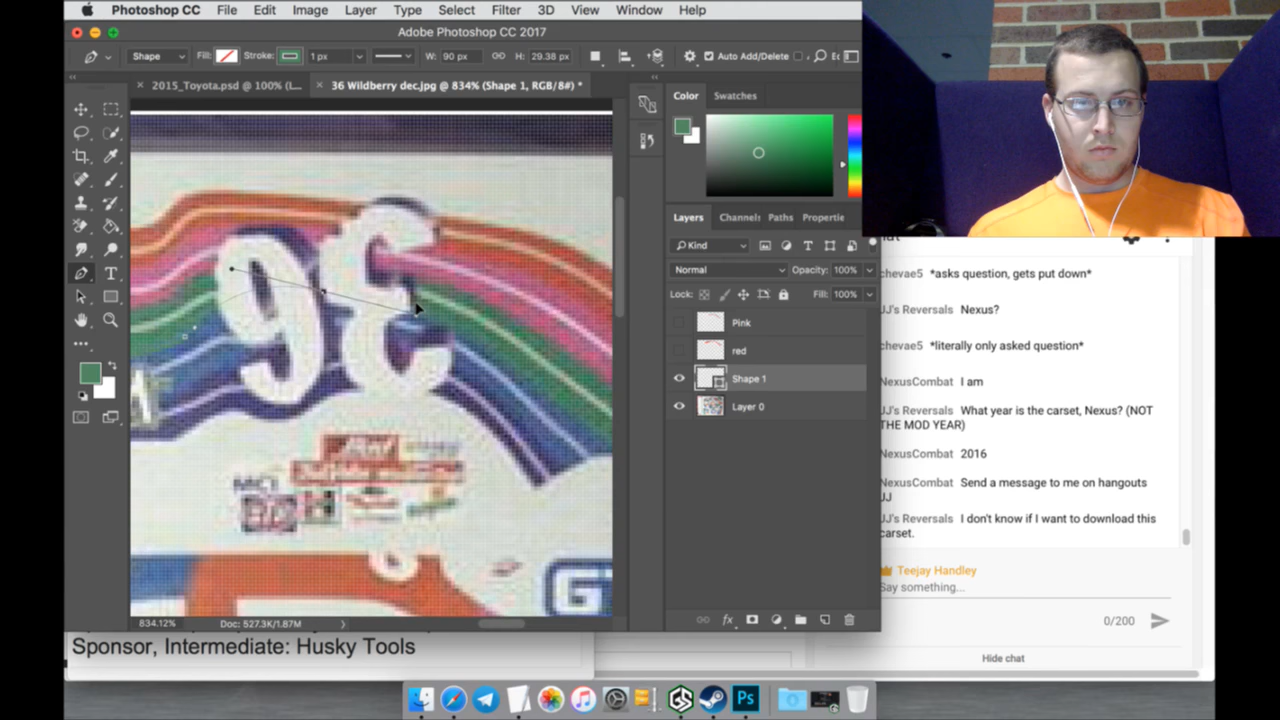 Photoshop CC File Edit Image Layer Type Select Filter 3D View Window Help
Adobe Photoshop CC 2017
Shape Fill: Stroke: 1 px W: 90 px H: 29.38 px Auto Add/Delete
2015_Toyota.psd @ 100% (L... 36 Wildberry dec.jpg @ 834% (Shape 1, RGB/8#) *
Color Swatches
Layers Channels Paths Propertie
Kind
Normal Opacity: 100%
Lock: Fill: 100%
Pink
red
Shape 1
Layer 0
834.12% Doc: 527.3K/1.87M
Sponsor, Intermediate: Husky Tools
chevae5 *asks question, gets put down*
JJ's Reversals Nexus?
chevae5 *literally only asked question*
NexusCombat I am
JJ's Reversals What year is the carset, Nexus? (NOT
THE MOD YEAR)
NexusCombat 2016
NexusCombat Send a message to me on hangouts
JJ
JJ's Reversals I don't know if I want to download this
carset.
Teejay Handley
Say something...
0/200
Hide chat